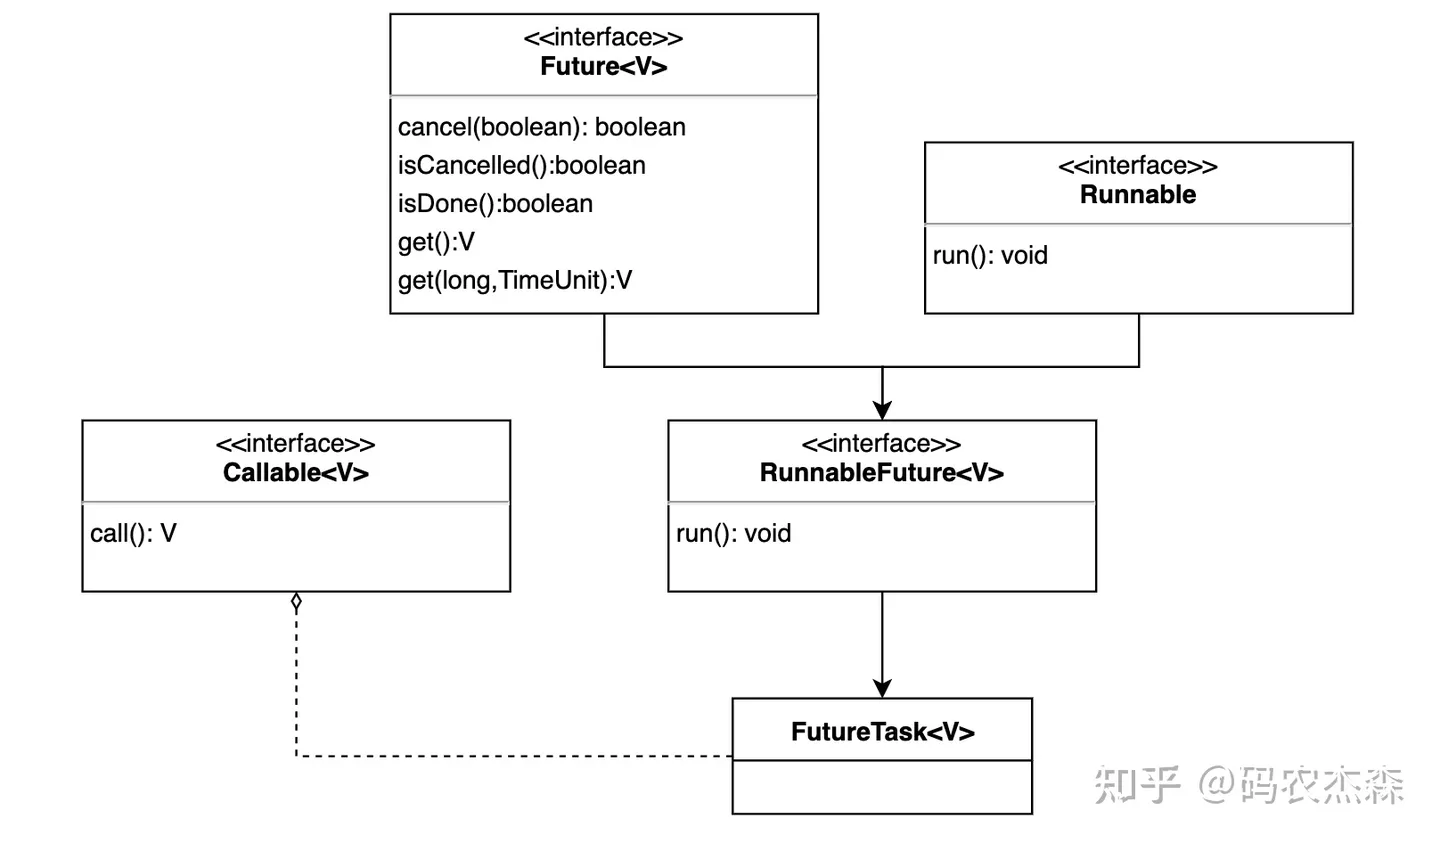 <<interface>>
Future<V>
cancel(boolean): boolean
isCancelled():boolean
isDone():boolean
get():V
get(long,TimeUnit):V
<<interface>>
Runnable
run(): void
<<interface>>
Callable<V>
call(): V
<<interface>>
RunnableFuture<V>
run(): void
FutureTask<V>
知乎 @码农杰森